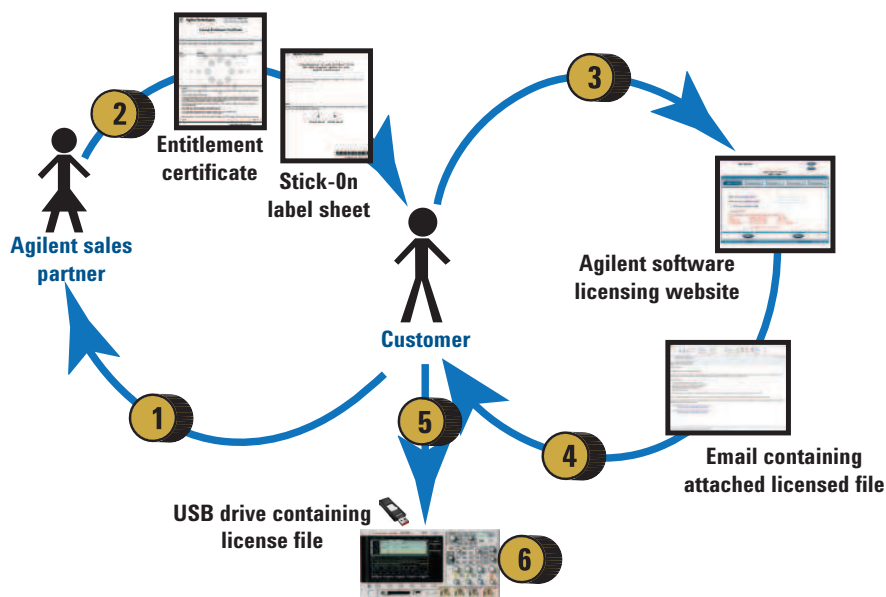 2
Entitlement
certificate
Stick-On
label sheet
3
Agilent sales
partner
Agilent software
licensing website
Customer
1
5
4
Email containing
attached licensed file
USB drive containing
license file
6